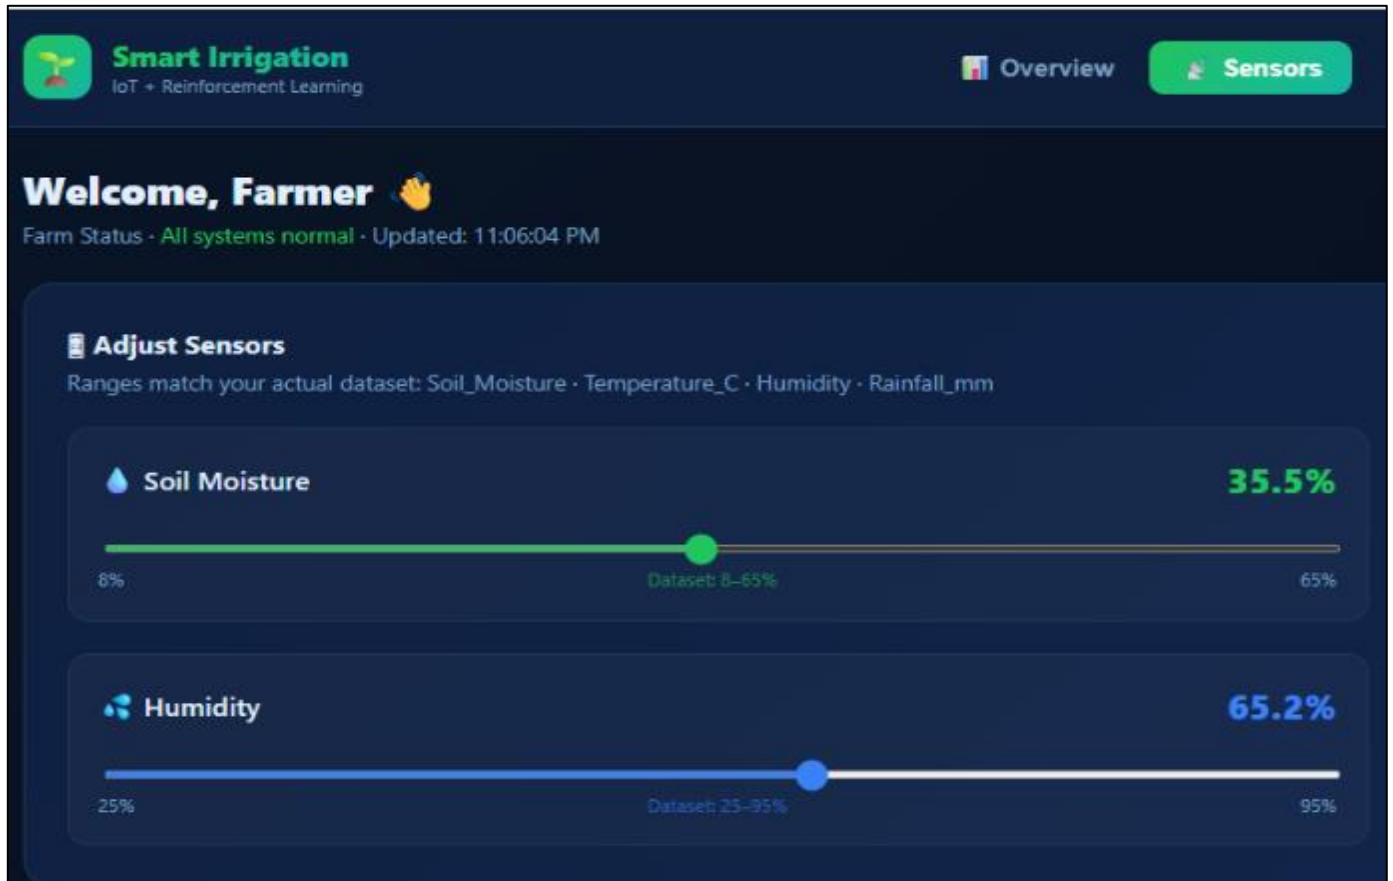 Smart Irrigation
IoT + Reinforcement Learning
Overview
Sensors
Welcome, Farmer
Farm Status · All systems normal · Updated: 11:06:04 PM
Adjust Sensors
Ranges match your actual dataset: Soil_Moisture · Temperature_C · Humidity · Rainfall_mm
Soil Moisture
35.5%
8%
Dataset: 8–65%
65%
Humidity
65.2%
25%
Dataset: 25–95%
95%